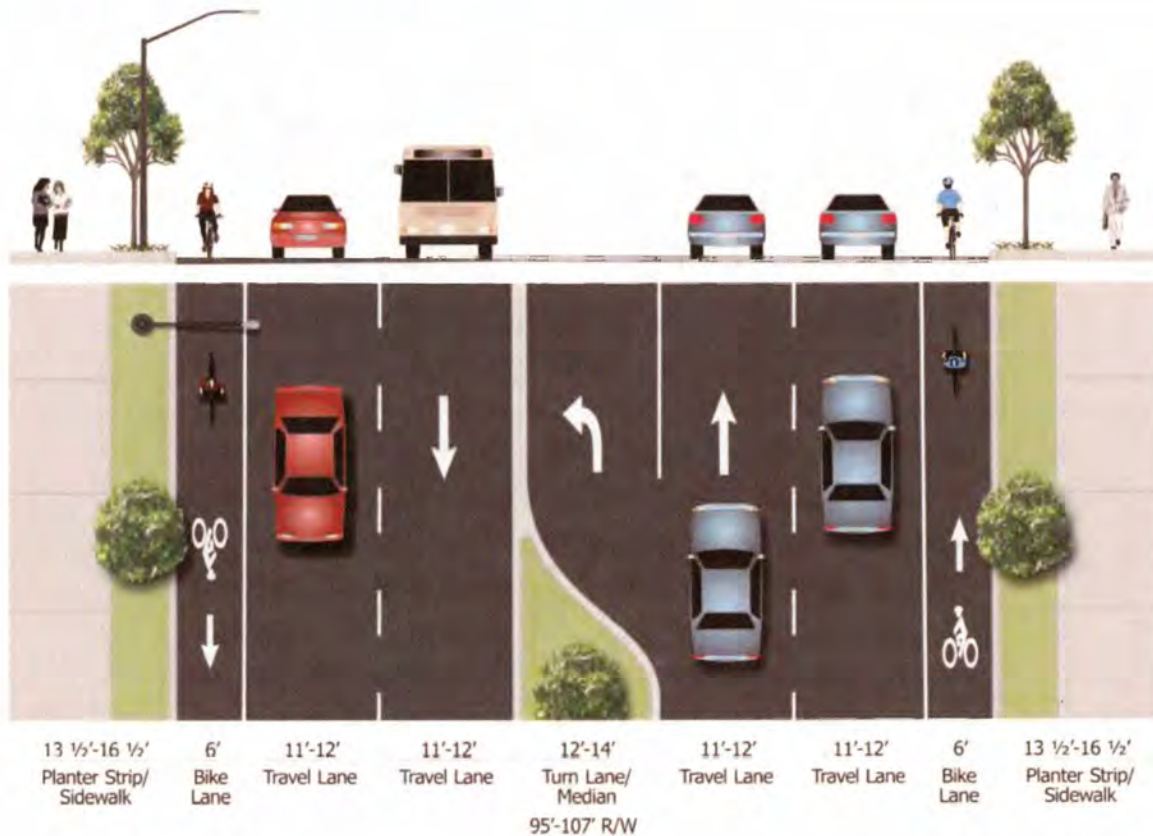 13 ½'-16 ½' 6' 11'-12' 11'-12' 12'-14' 11'-12' 11'-12' 6' 13 ½'-16 ½'
Planter Strip/ Bike Travel Lane Travel Lane Turn Lane/ Travel Lane Travel Lane Bike Planter Strip/
Sidewalk Lane Median Lane Sidewalk
95'-107' R/W